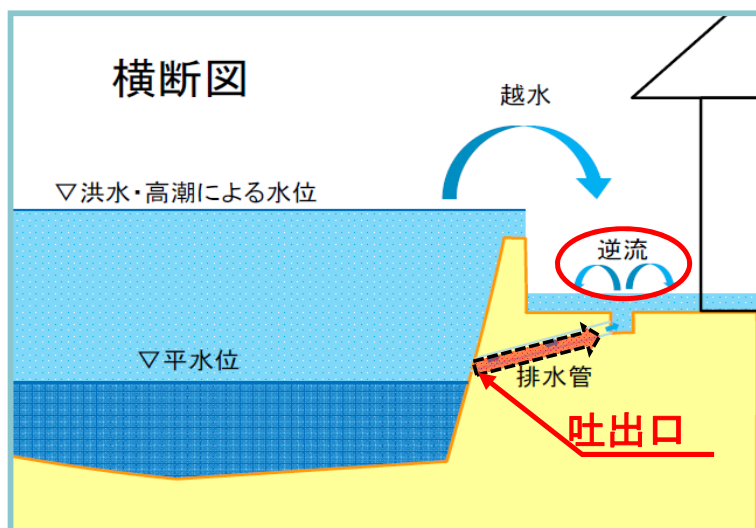 横断図
越水
▽洪水・高潮による水位
逆流
▽平水位
排水管
吐出口